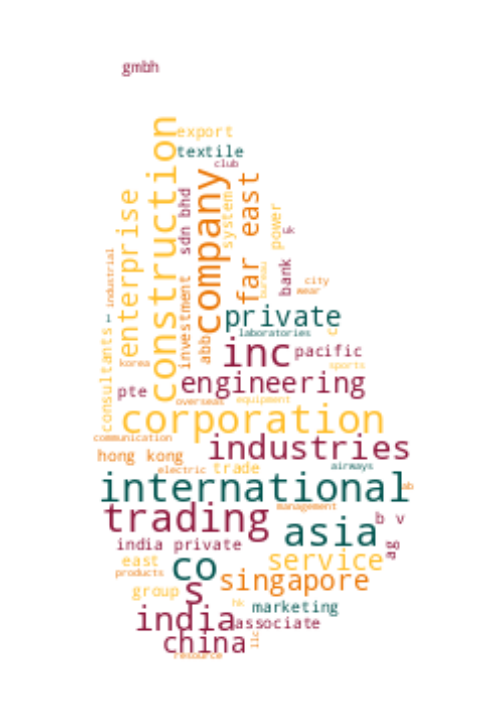 gmbh
construction
export
textile
club
company
far east
system
sdn bhd
enterprise
power
uk
bank
bureau
industrial
investment
city
wear
private
laboratories
abb
inc
pacific
sports
korea
consultants
engineering
pte
overseas
equipment
corporation
communication
industries
hong kong
trade
airways
electric
international
ab
management
trading
asia
b v
ag
india private
east
service
co
products
singapore
s
group
hk
marketing
india
associate
china
llc
resource